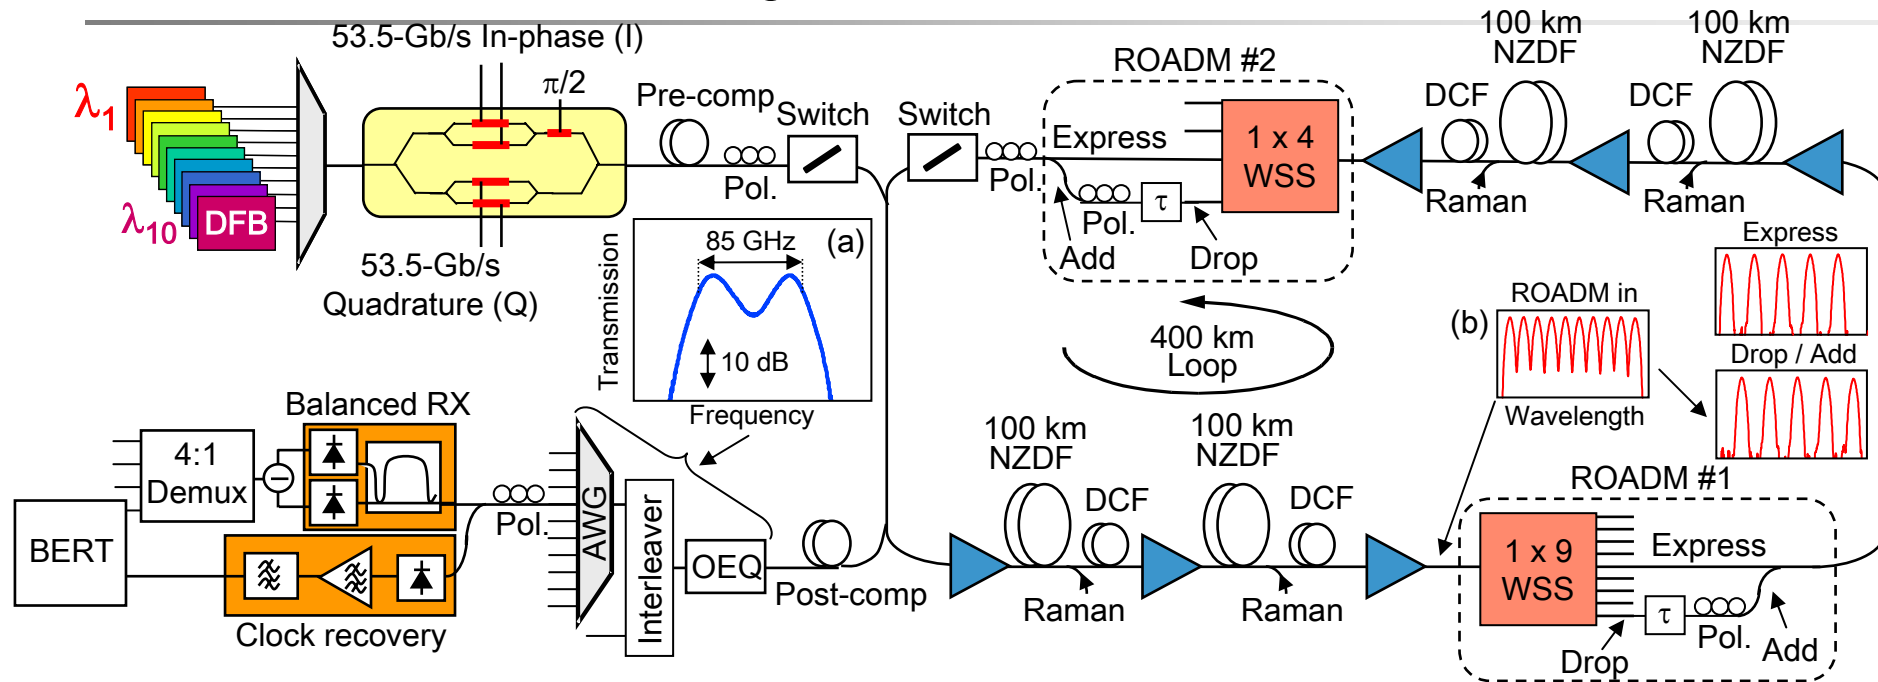 53.5-Gb/s In-phase (I)
π/2
λ1
λ10
DFB
53.5-Gb/s
Quadrature (Q)
Pre-comp
Pol.
Switch
Switch
Pol.
ROADM #2
Express
Pol.
τ
Add
Drop
1 x 4
WSS
100 km
NZDF
100 km
NZDF
DCF
DCF
Raman
Raman
Transmission
85 GHz
(a)
10 dB
Frequency
400 km
Loop
(b)
ROADM in
Wavelength
Express
Drop / Add
Balanced RX
4:1
Demux
BERT
Clock recovery
Pol.
AWG
Interleaver
OEQ
Post-comp
100 km
NZDF
100 km
NZDF
DCF
DCF
Raman
Raman
ROADM #1
1 x 9
WSS
Express
τ
Pol.
Drop
Add